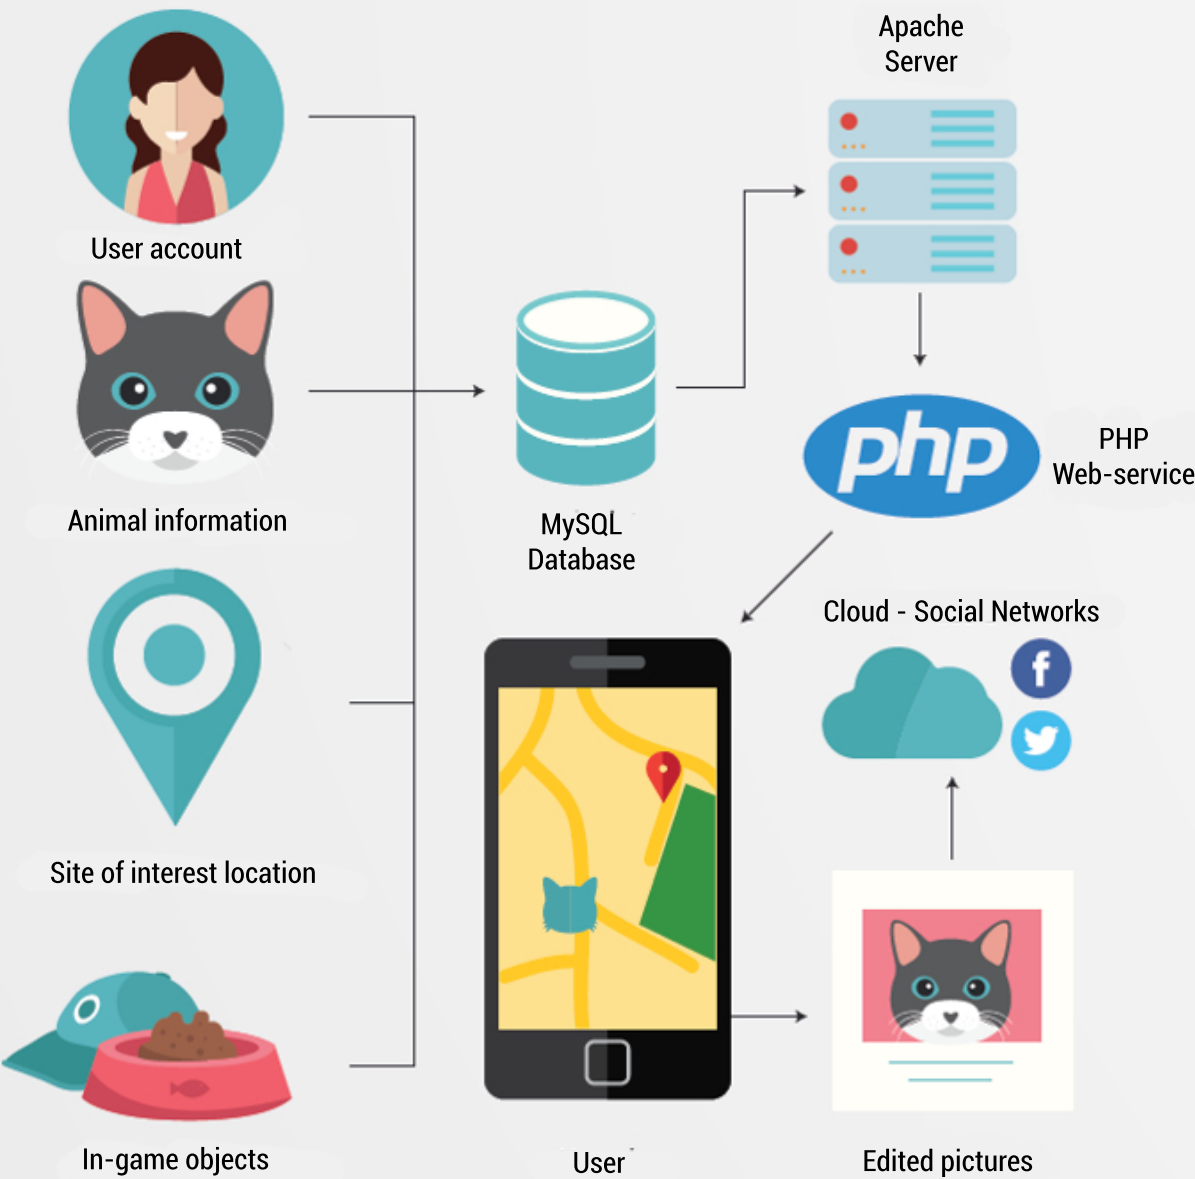 Apache
Server
User account
php
PHP
Web-service
Animal information
MySQL
Database
Cloud - Social Networks
f
Site of interest location
In-game objects
User
Edited pictures